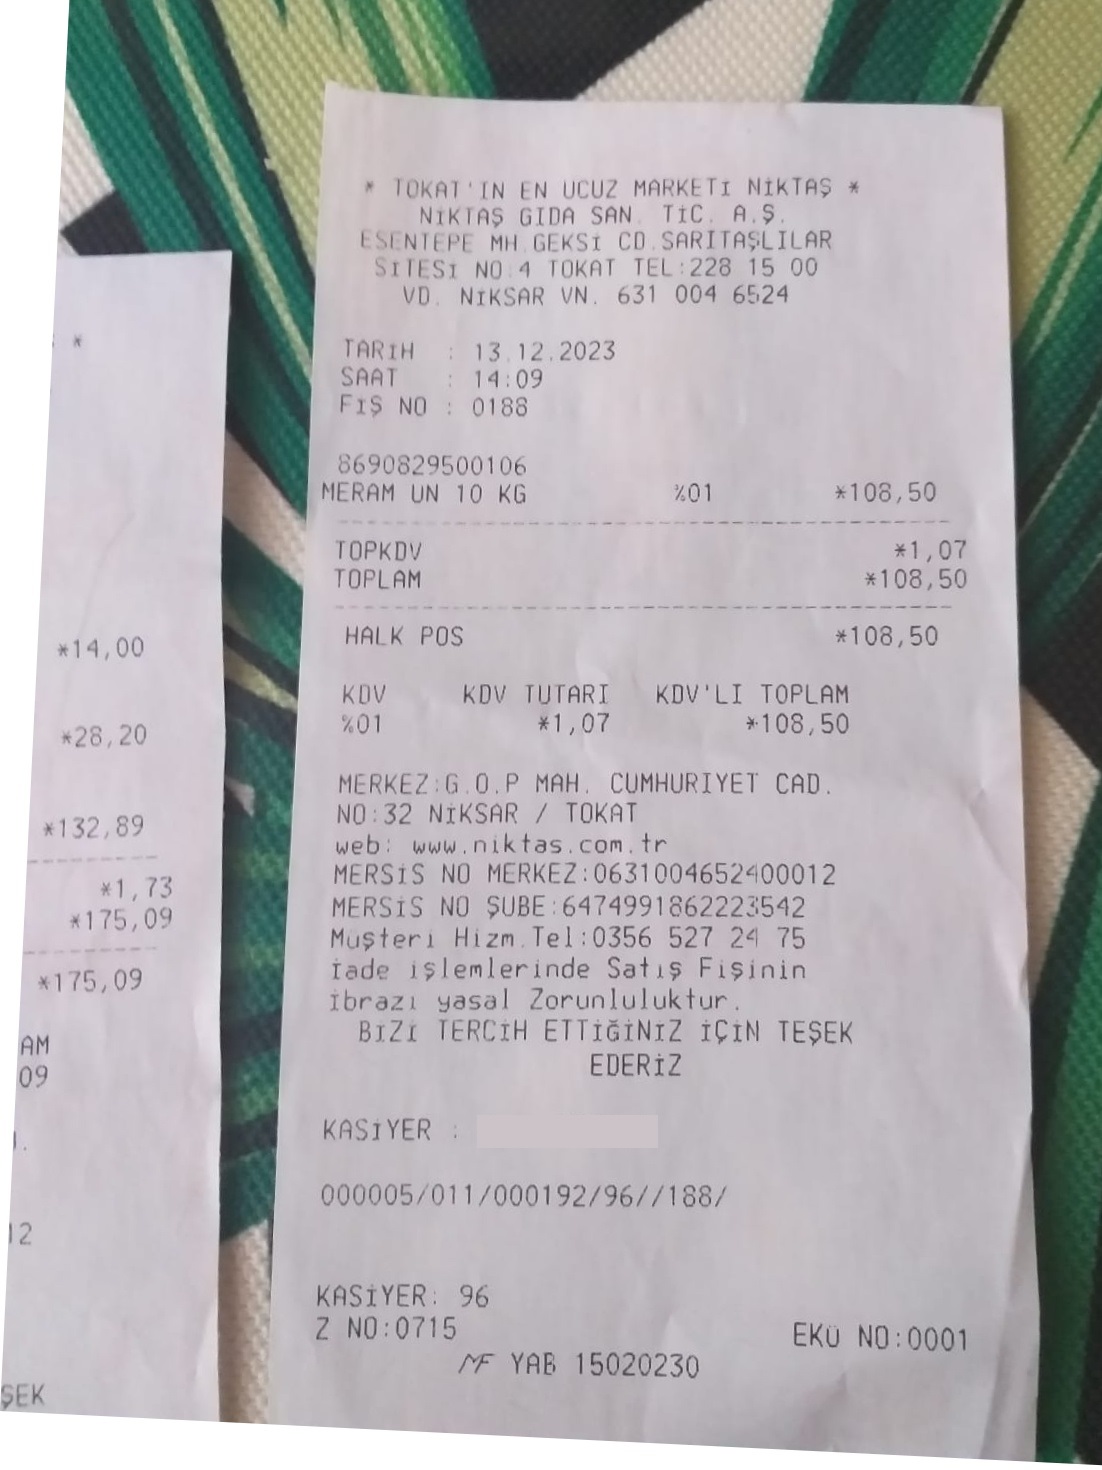 * TOKAT'IN EN UCUZ MARKETİ NİKTAŞ *
NİKTAŞ GIDA SAN. TİC. A.Ş.
ESENTEPE MH.GEKSİ CD.SARITAŞLILAR
SİTESİ NO:4 TOKAT TEL:228 15 00
VD. NİKSAR VN. 631 004 6524
TARİH : 13.12.2023
SAAT : 14:09
FİŞ NO : 0188
8690829500106
MERAM UN 10 KG %01 *108,50
TOPKDV *1,07
TOPLAM *108,50
HALK POS *108,50
KDV KDV TUTARI KDV'Lİ TOPLAM
%01 *1,07 *108,50
MERKEZ:G.O.P MAH. CUMHURİYET CAD.
NO:32 NİKSAR / TOKAT
web: www.niktas.com.tr
MERSİS NO MERKEZ:0631004652400012
MERSİS NO ŞUBE:6474991862223542
Müşteri Hizm.Tel:0356 527 24 75
İade işlemlerinde Satış Fişinin
İbrazı yasal Zorunluluktur.
BİZİ TERCİH ETTİĞİNİZ İÇİN TEŞEK
EDERİZ
KASİYER :
000005/011/000192/96//188/
KASİYER: 96
Z NO:0715 EKÜ NO:0001
MF YAB 15020230
*
*14,00
*28,20
*132,89
*1,73
*175,09
*175,09
AM
09
12
ŞEK